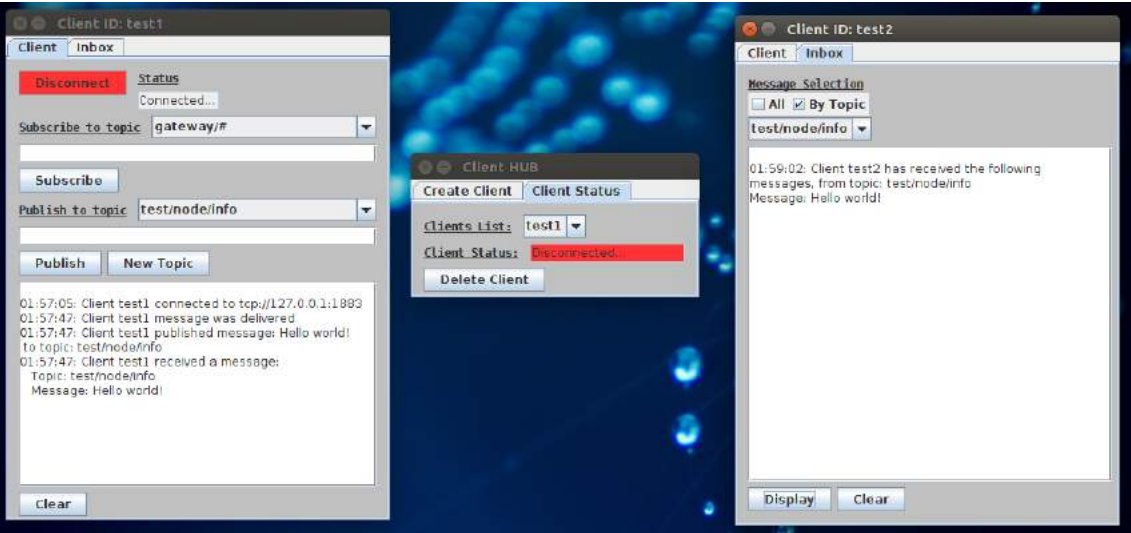 Client ID: test1
Client Inbox
Disconnect Status
Connected...
Subscribe to topic gateway/#
Subscribe
Publish to topic test/node/info
Publish New Topic
01:57:05: Client test1 connected to tcp://127.0.0.1:1883
01:57:47: Client test1 message was delivered
01:57:47: Client test1 published message: Hello world!
to topic: test/node/info
01:57:47: Client test1 received a message:
Topic: test/node/info
Message: Hello world!
Clear
Client HUB
Create Client Client Status
Clients List: test1
Client Status: Disconnected...
Delete Client
Client ID: test2
Client Inbox
Message Selection
All By Topic
test/node/info
01:59:02: Client test2 has received the following
messages, from topic: test/node/info
Message: Hello world!
Display Clear